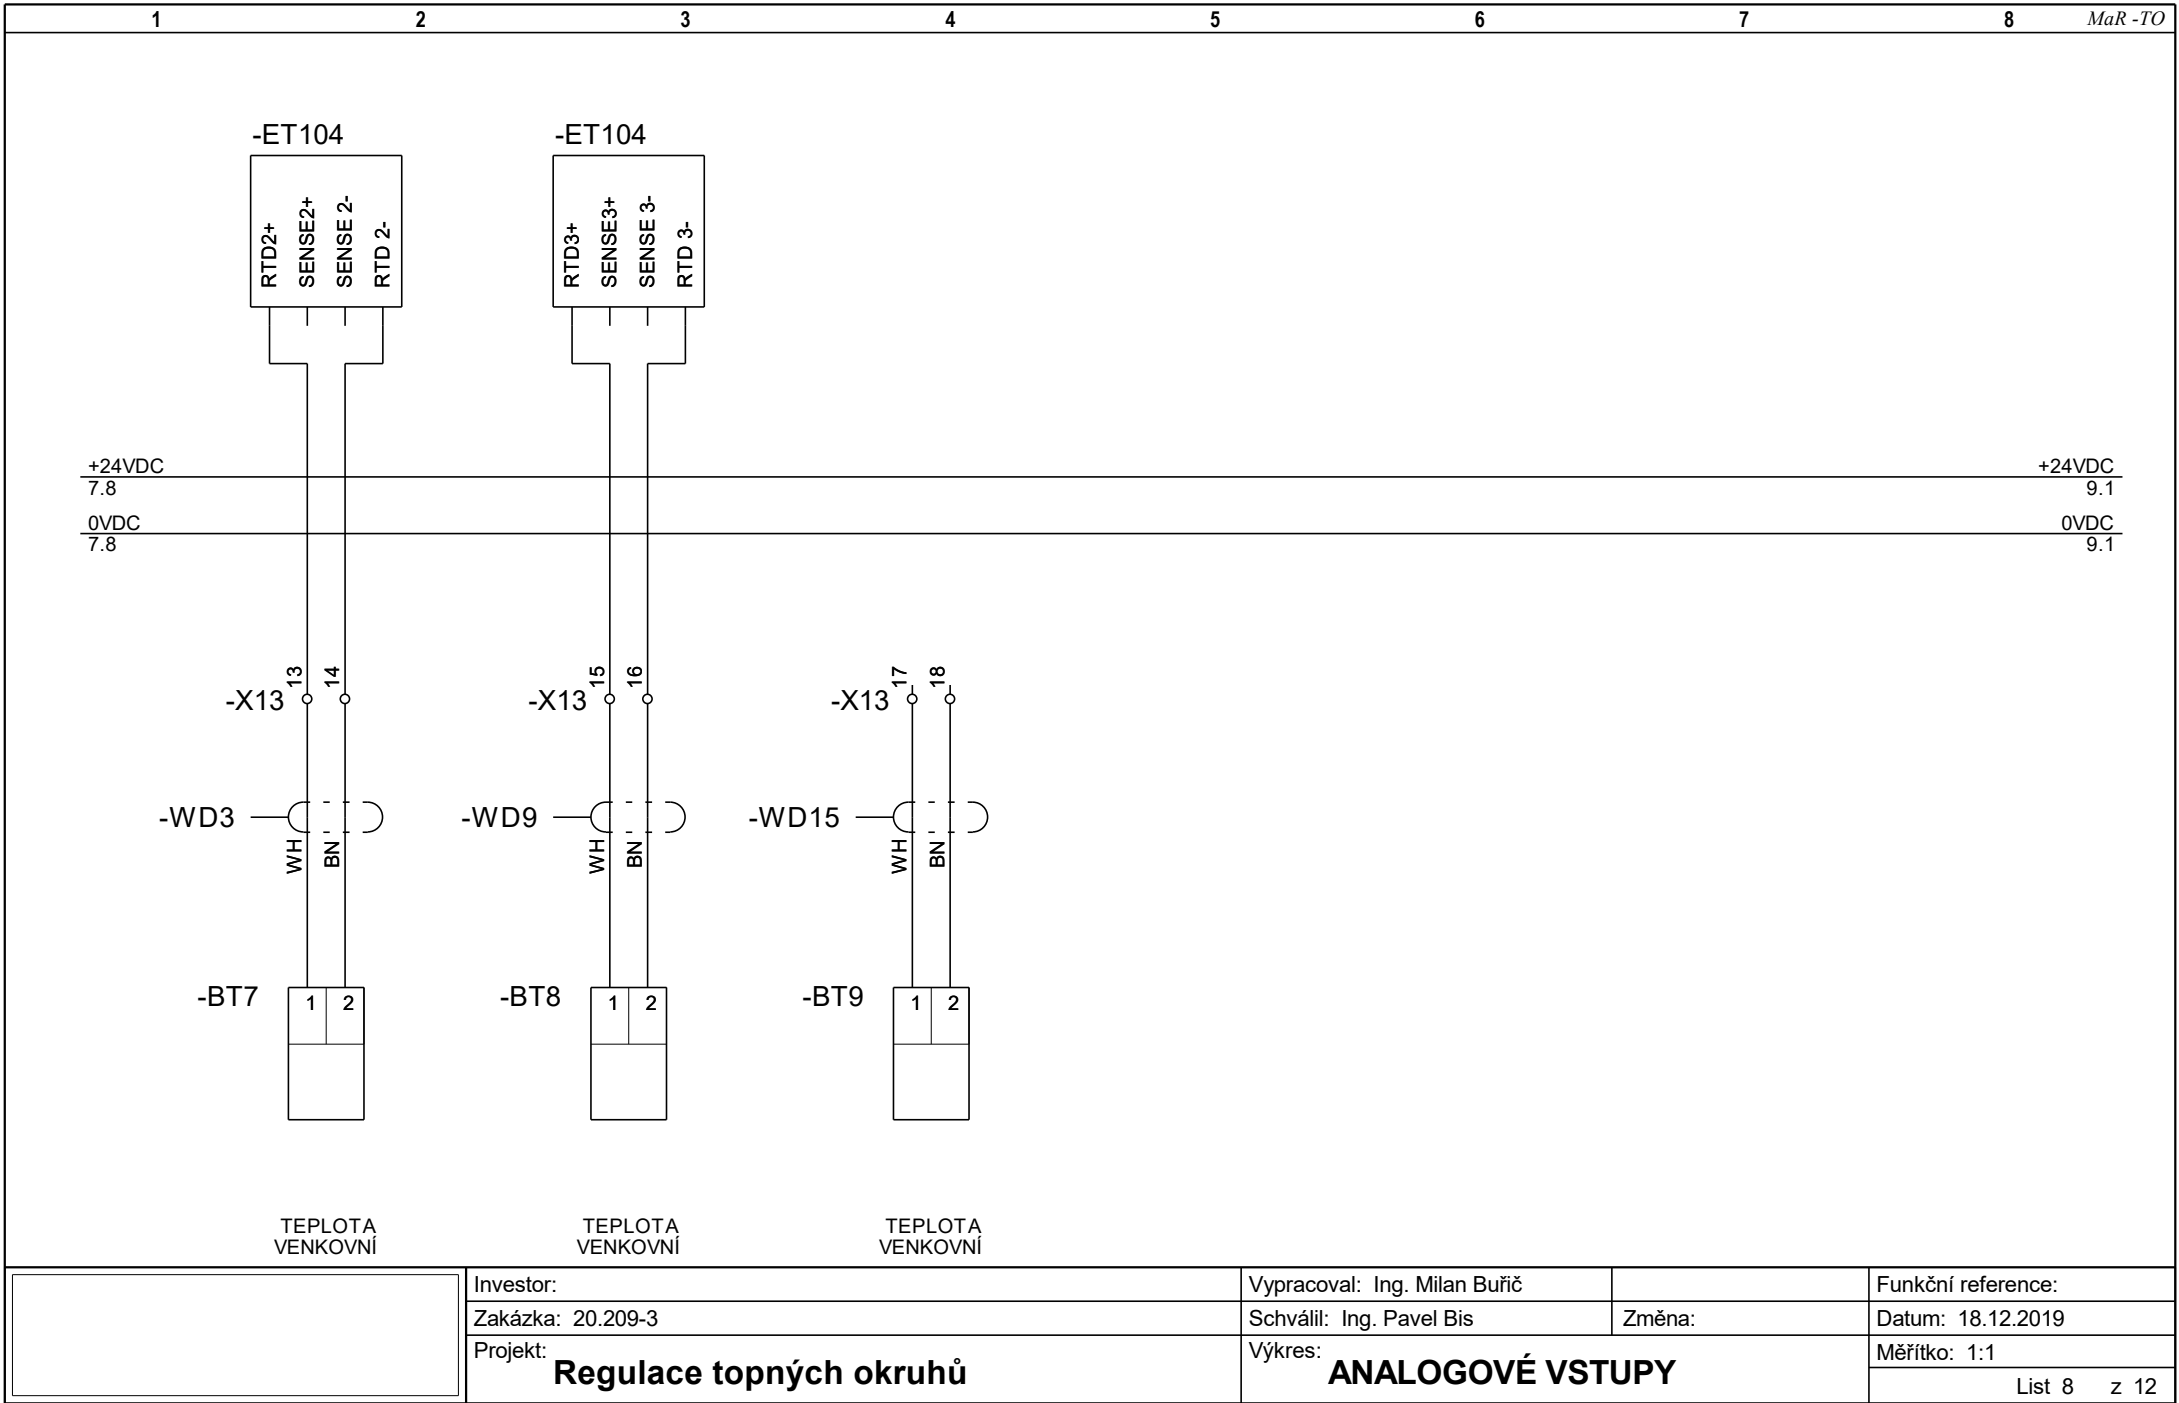 1 2 3 4 5 6 7 8 MaR -TO
-ET104 -ET104
RTD2+ SENSE2+ SENSE 2- RTD 2- RTD3+ SENSE3+ SENSE 3- RTD 3-
+24VDC +24VDC
7.8 9.1
0VDC 0VDC
7.8 9.1
13 14 15 16 17 18
-X13 -X13 -X13
-WD3 -WD9 -WD15
WH BN WH BN WH BN
-BT7 1 2 -BT8 1 2 -BT9 1 2
TEPLOTA TEPLOTA TEPLOTA
VENKOVNÍ VENKOVNÍ VENKOVNÍ
Investor: Vypracoval: Ing. Milan Buřič Funkční reference:
Zakázka: 20.209-3 Schválil: Ing. Pavel Bis Změna: Datum: 18.12.2019
Projekt: Regulace topných okruhů Výkres: ANALOGOVÉ VSTUPY Měřítko: 1:1
List 8 z 12